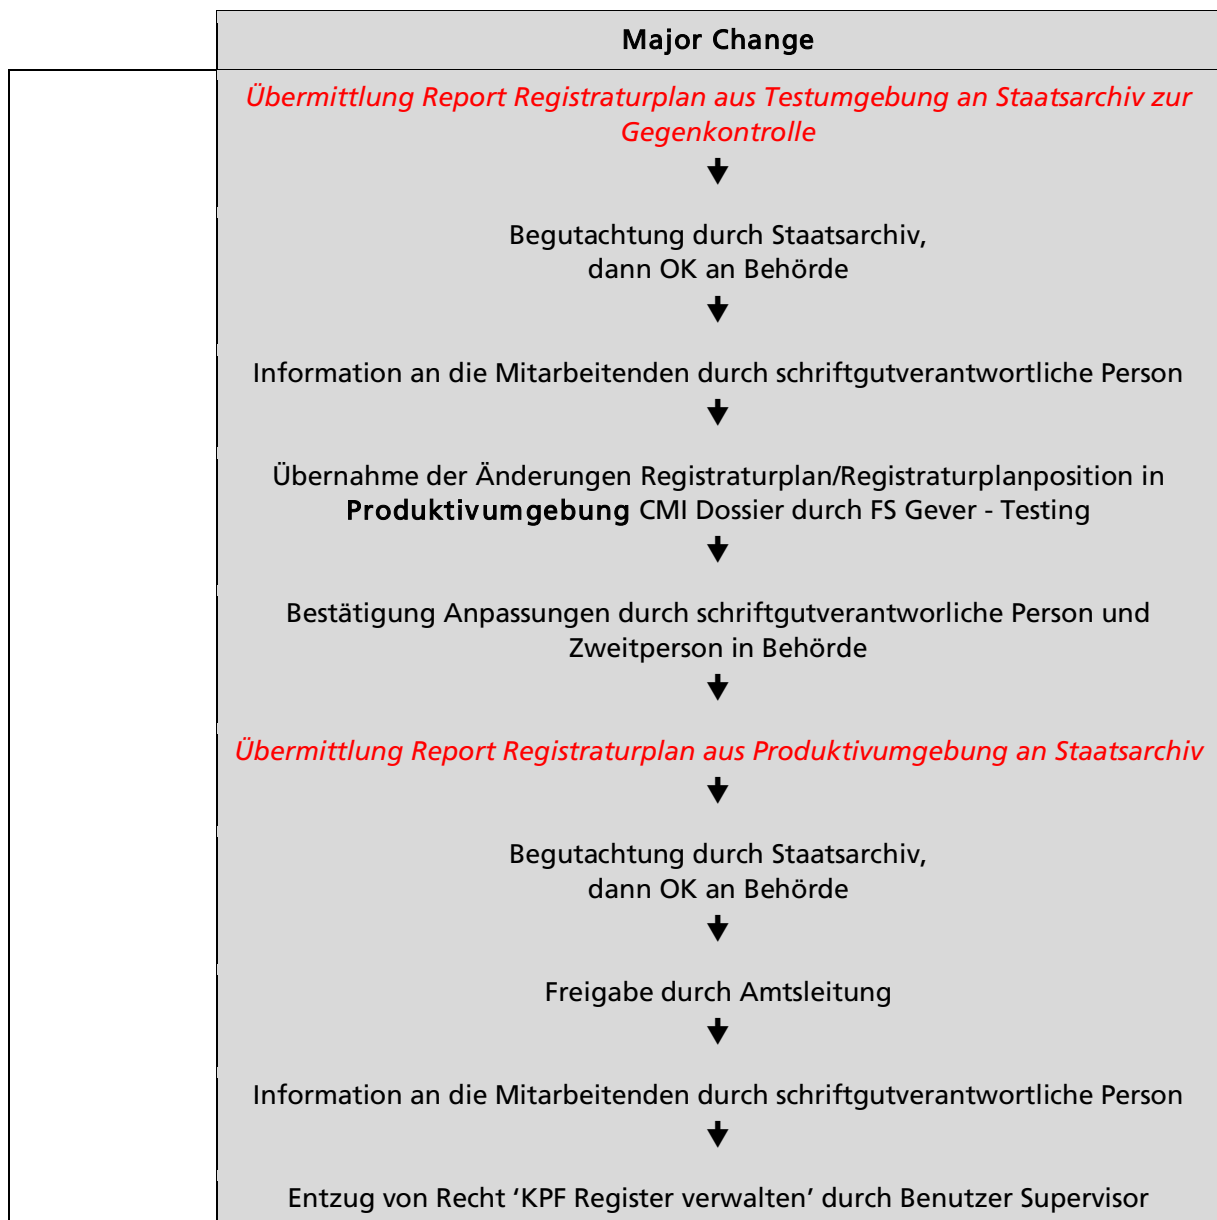 Major Change
Übermittlung Report Registraturplan aus Testumgebung an Staatsarchiv zur
Gegenkontrolle
Begutachtung durch Staatsarchiv,
dann OK an Behörde
Information an die Mitarbeitenden durch schriftgutverantwortliche Person
Übernahme der Änderungen Registraturplan/Registraturplanposition in
Produktivumgebung CMI Dossier durch FS Gever - Testing
Bestätigung Anpassungen durch schriftgutverantworliche Person und
Zweitperson in Behörde
Übermittlung Report Registraturplan aus Produktivumgebung an Staatsarchiv
Begutachtung durch Staatsarchiv,
dann OK an Behörde
Freigabe durch Amtsleitung
Information an die Mitarbeitenden durch schriftgutverantwortliche Person
Entzug von Recht ‘KPF Register verwalten’ durch Benutzer Supervisor